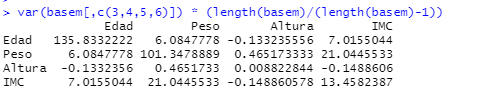 > var(basem[,c(3,4,5,6)]) * (length(basem)/(length(basem)-1))
Edad Peso Altura IMC
Edad 135.8332222 6.0847778 -0.133235556 7.0155044
Peso 6.0847778 101.3478889 0.465173333 21.0445533
Altura -0.1332356 0.4651733 0.008822844 -0.1488606
IMC 7.0155044 21.0445533 -0.148860578 13.4582387